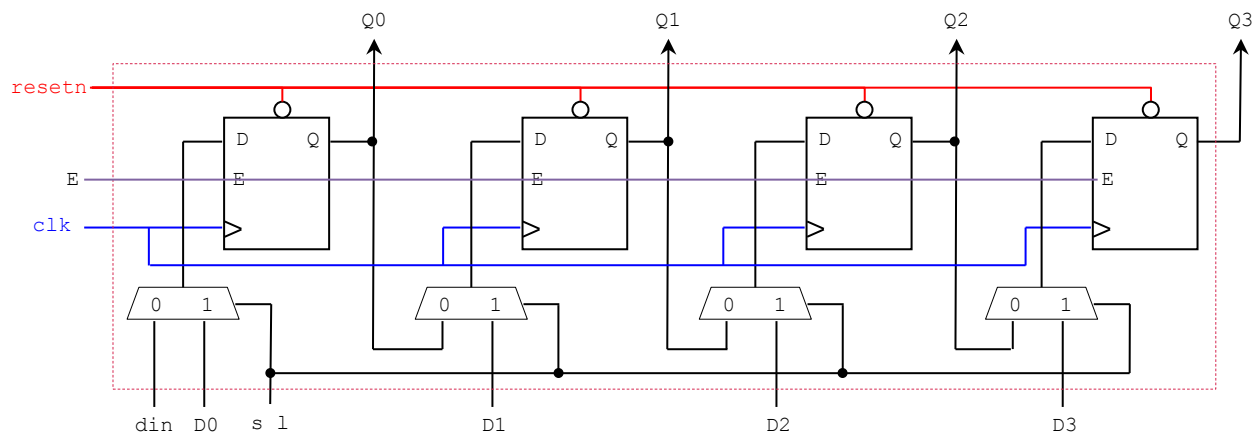 Q0 Q1 Q2 Q3
resetn
D Q D Q D Q D Q
E E E E E
clk
0 1 0 1 0 1 0 1
din D0 s l D1 D2 D3